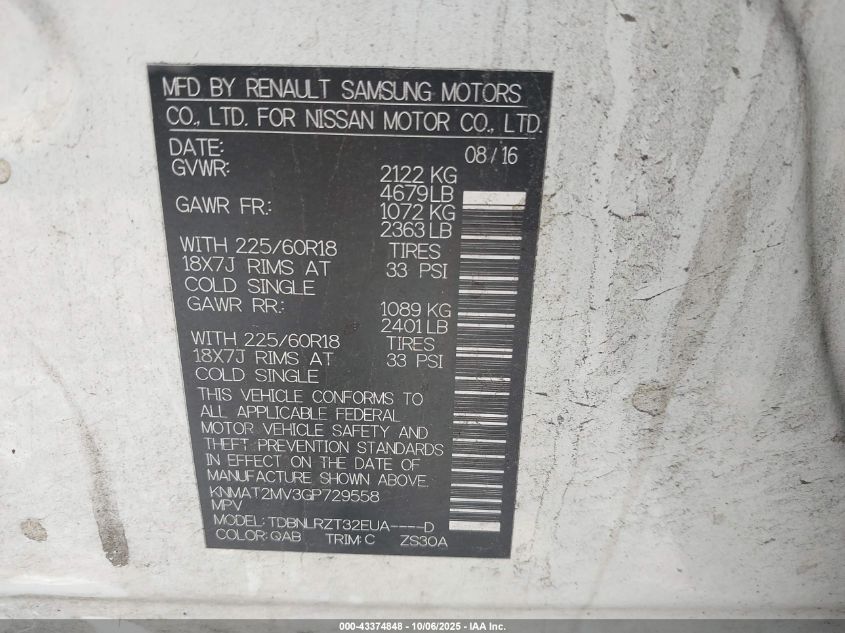 MFD BY RENAULT SAMSUNG MOTORS
CO., LTD. FOR NISSAN MOTOR CO., LTD.
DATE: 08/16
GVWR: 2122 KG
4679 LB
GAWR FR: 1072 KG
2363 LB
WITH 225/60R18 TIRES
18X7J RIMS AT 33 PSI
COLD SINGLE
GAWR RR: 1089 KG
2401 LB
WITH 225/60R18 TIRES
18X7J RIMS AT 33 PSI
COLD SINGLE
THIS VEHICLE CONFORMS TO
ALL APPLICABLE FEDERAL
MOTOR VEHICLE SAFETY AND
THEFT PREVENTION STANDARDS
IN EFFECT ON THE DATE OF
MANUFACTURE SHOWN ABOVE.
KNMAT2MV3GP729558
MPV
MODEL: TDBNLRZT32EUA----D
COLOR: QAB TRIM: C ZS30A
000-43374848 - 10/06/2025 - IAA Inc.